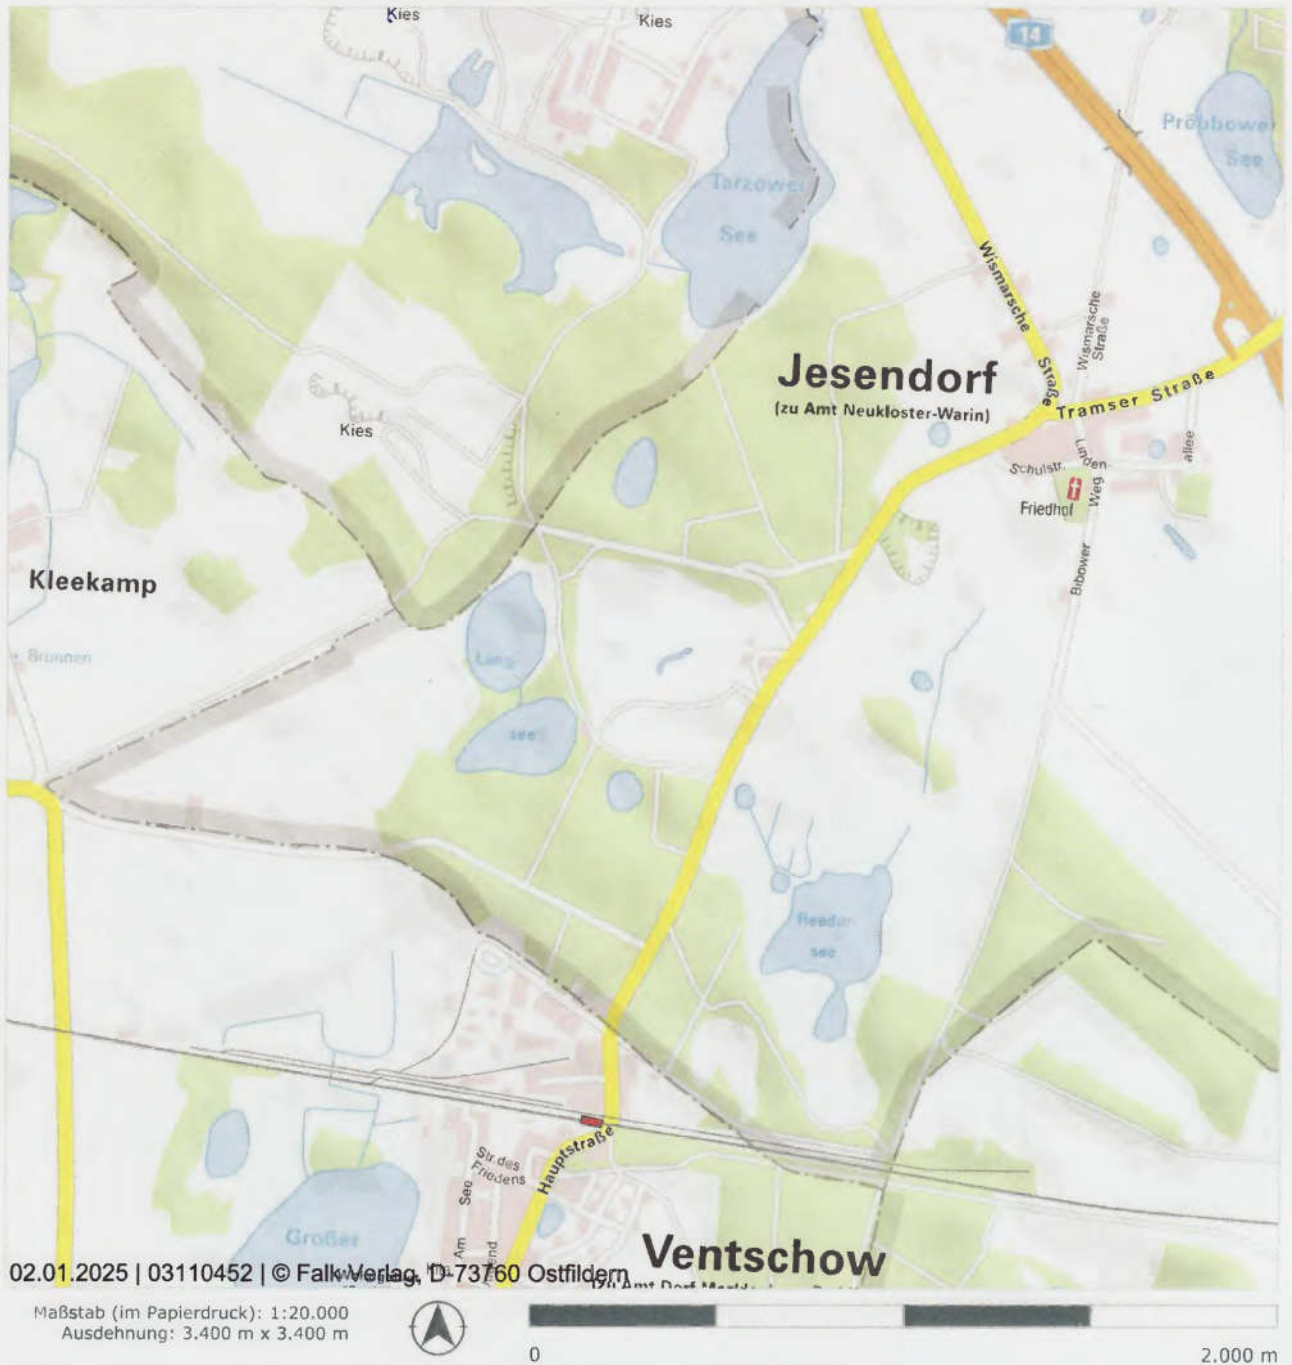 Kies
Kies
14
Tarzower
See
See
Wismarsche
Straße
Wismarsche
Straße
Jesendorf
(zu Amt Neukloster-Warin)
Tramser Straße
Kies
Schulstr.
Linden
allee
Weg
Friedhof
Bibower
Kleekamp
Brunnen
Lang
see
see
Str.des
Friedens
Hauptstraße
See
Am
Großer
Ventschow
02.01.2025 | 03110452 | © Falk Verlag, D-73760 Ostfildern
Maßstab (im Papierdruck): 1:20.000
Ausdehnung: 3.400 m x 3.400 m
0
2.000 m